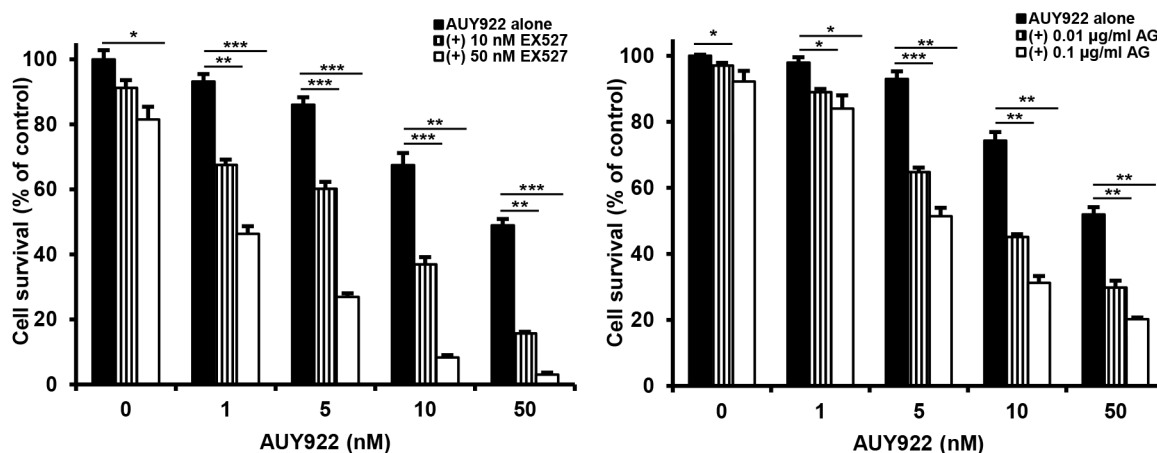 AUY922 alone
(+) 10 nM EX527
(+) 50 nM EX527
Cell survival (% of control)
100
80
60
40
20
0
*
***
**
***
***
**
***
***
**
0 1 5 10 50
AUY922 (nM)
AUY922 alone
(+) 0.01 µg/ml AG
(+) 0.1 µg/ml AG
Cell survival (% of control)
100
80
60
40
20
0
*
*
*
**
***
**
**
**
**
0 1 5 10 50
AUY922 (nM)